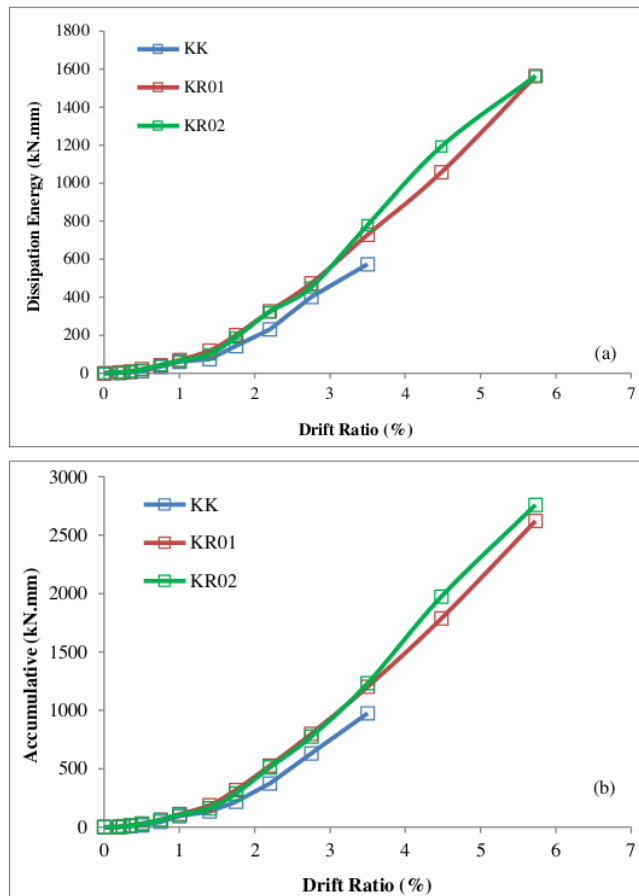 1800
1600
1400
1200
1000
800
600
400
200
0
Dissipation Energy (kN.mm)
KK
KR01
KR02
(a)
0 1 2 3 4 5 6 7
Drift Ratio (%)
3000
2500
2000
1500
1000
500
0
Accumulative (kN.mm)
KK
KR01
KR02
(b)
0 1 2 3 4 5 6 7
Drift Ratio (%)